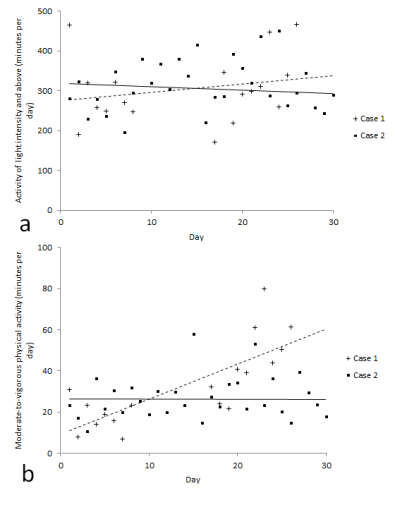 Activity of light intensity and above (minutes per
day)
500
400
300
200
100
0
0 10 20 30
Day
+ Case 1
▪ Case 2
a
Moderate-to-vigorous physical activity (minutes per
day)
100
80
60
40
20
0
0 10 20 30
Day
+ Case 1
▪ Case 2
b